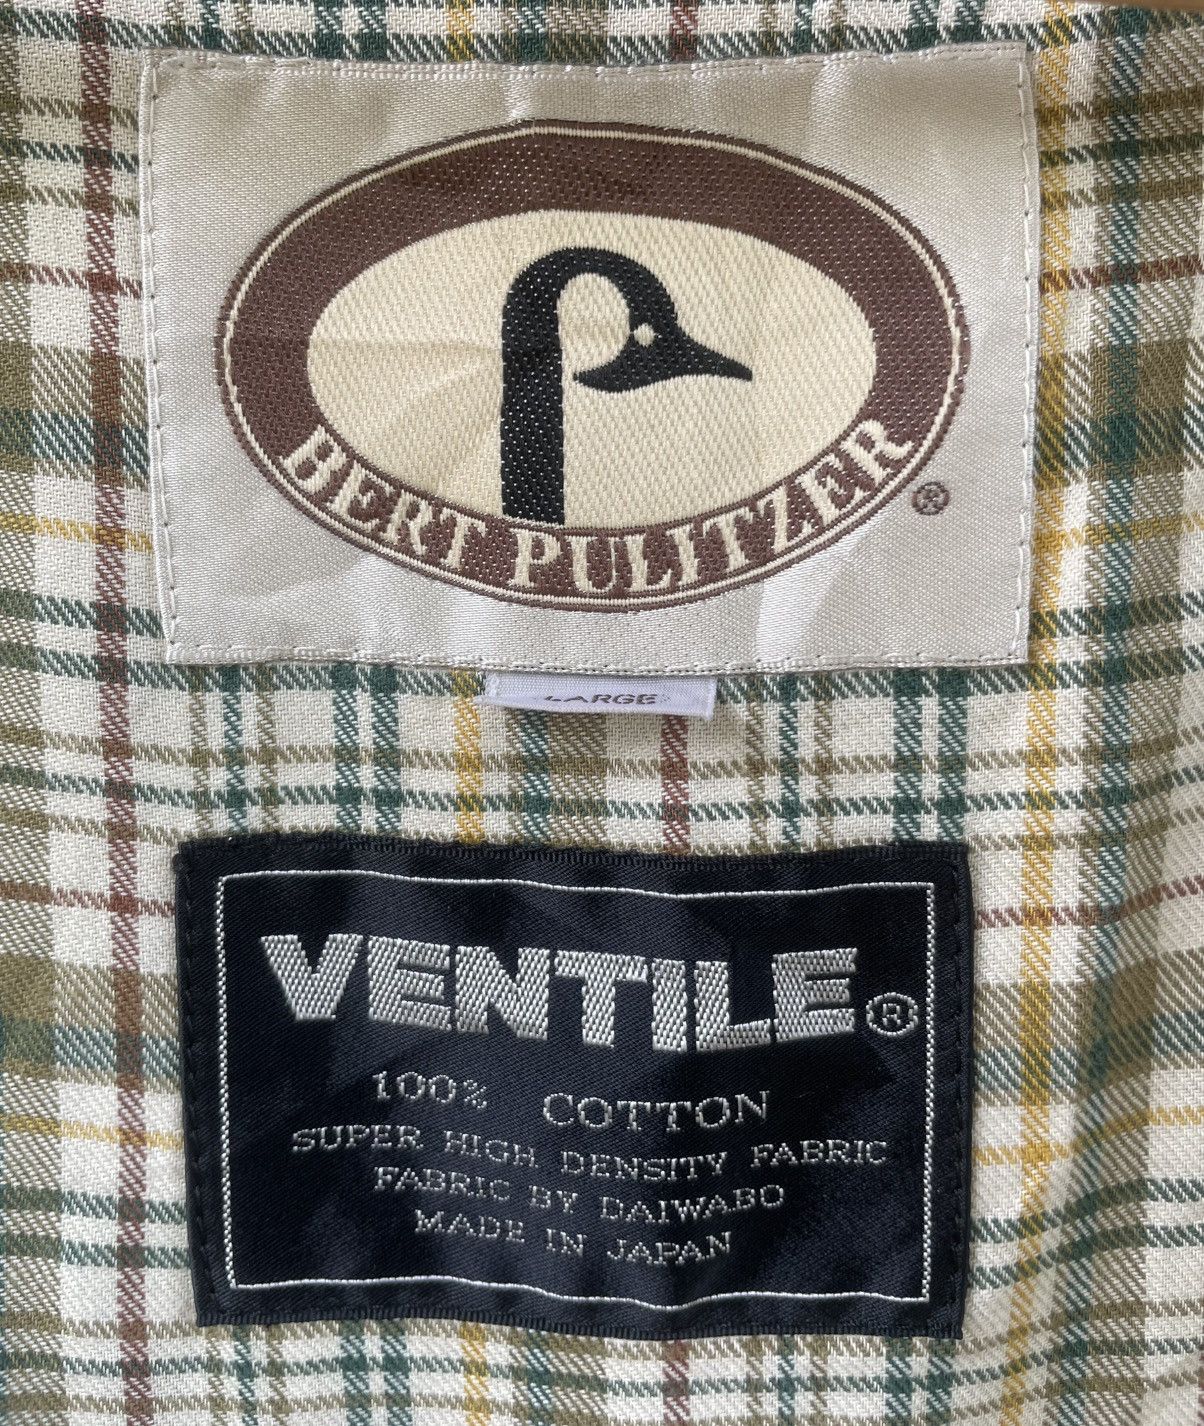 BERT PULITZER ®
LARGE
VENTILE ®
100% COTTON
SUPER HIGH DENSITY FABRIC
FABRIC BY DAIWABO
MADE IN JAPAN